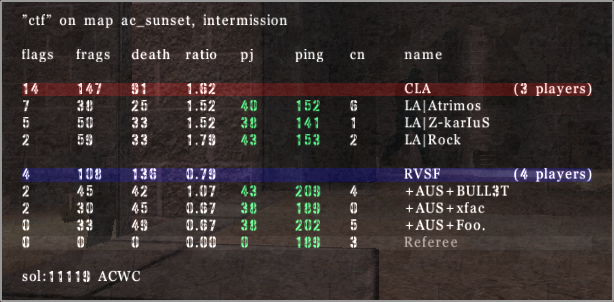 "ctf" on map ac_sunset, intermission
flags frags death ratio pj ping cn name
14 147 91 1.62 CLA (3 players)
7 38 25 1.52 40 152 6 LA|Atrimos
5 50 33 1.52 38 141 1 LA|Z-karIuS
2 59 33 1.79 43 153 2 LA|Rock
4 108 136 0.79 RVSF (4 players)
2 45 42 1.07 43 209 4 +AUS+BULL3T
2 30 45 0.67 38 189 0 +AUS+xfac
0 33 49 0.67 38 202 5 +AUS+Foo.
0 0 0 0.00 0 189 3 Referee
sol:11119 ACWC